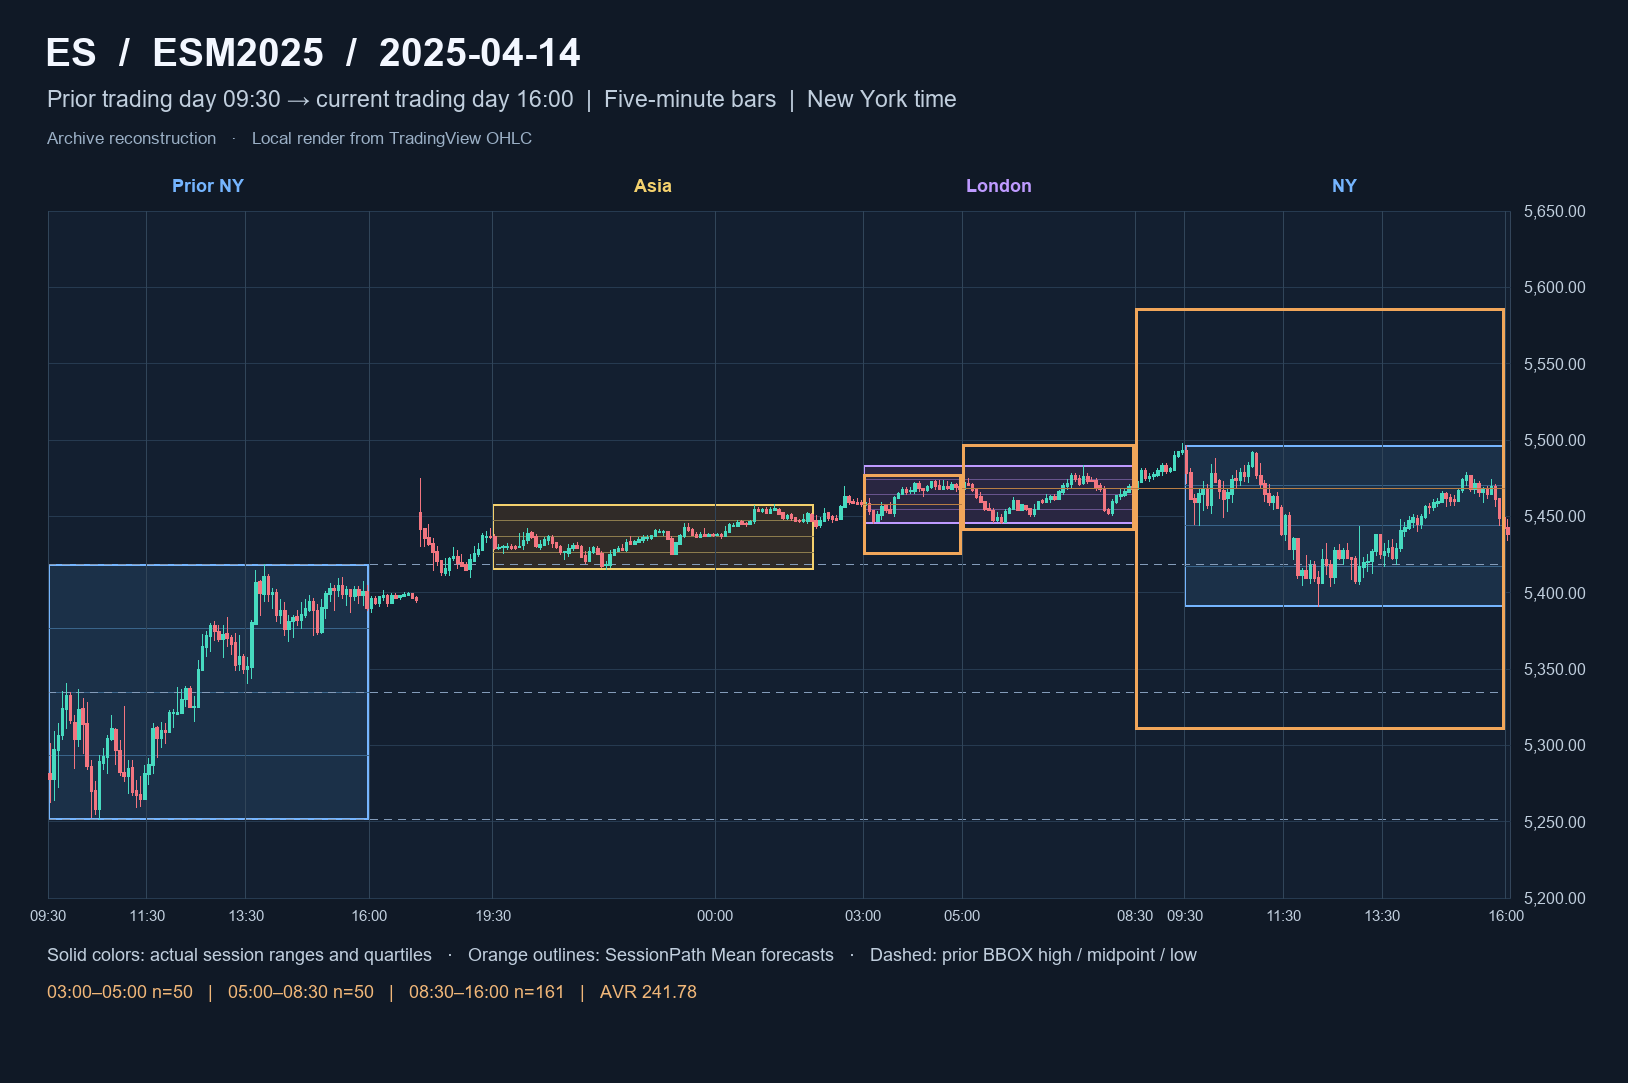 ES / ESM2025 / 2025-04-14
Prior trading day 09:30 → current trading day 16:00 | Five-minute bars | New York time
Archive reconstruction · Local render from TradingView OHLC
Prior NY Asia London NY
5,650.00
5,600.00
5,550.00
5,500.00
5,450.00
5,400.00
5,350.00
5,300.00
5,250.00
5,200.00
09:30 11:30 13:30 16:00 19:30 00:00 03:00 05:00 08:30 09:30 11:30 13:30 16:00
Solid colors: actual session ranges and quartiles · Orange outlines: SessionPath Mean forecasts · Dashed: prior BBOX high / midpoint / low
03:00–05:00 n=50 | 05:00–08:30 n=50 | 08:30–16:00 n=161 | AVR 241.78